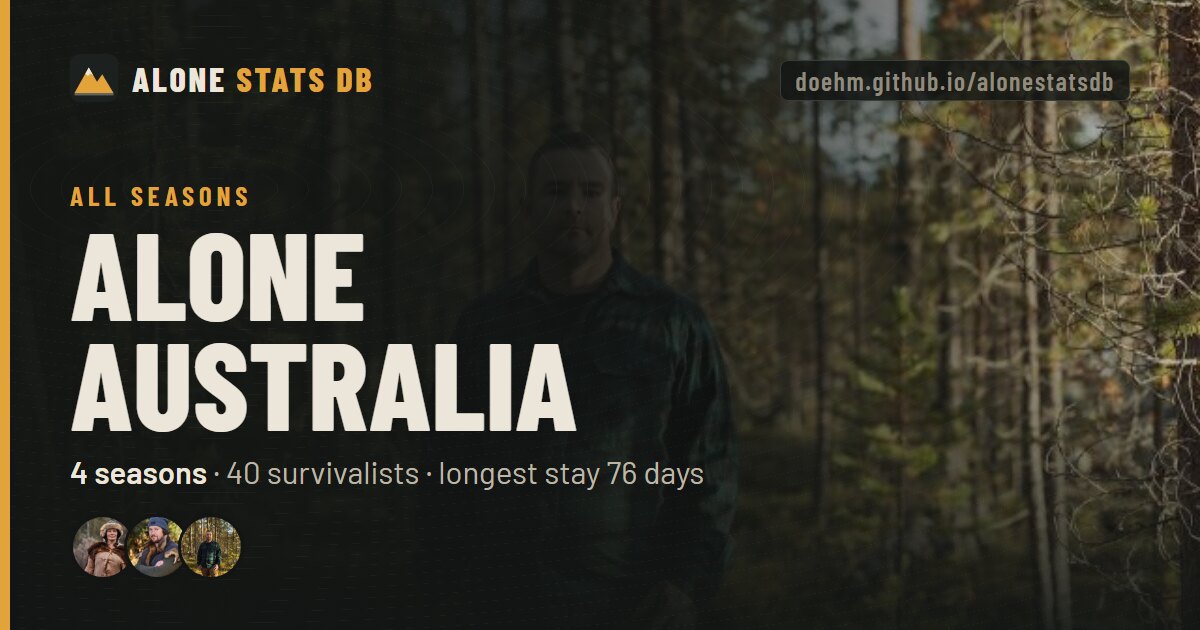 ALONE STATS DB
doehm.github.io/alonestatsdb
ALL SEASONS
ALONE
AUSTRALIA
4 seasons · 40 survivalists · longest stay 76 days